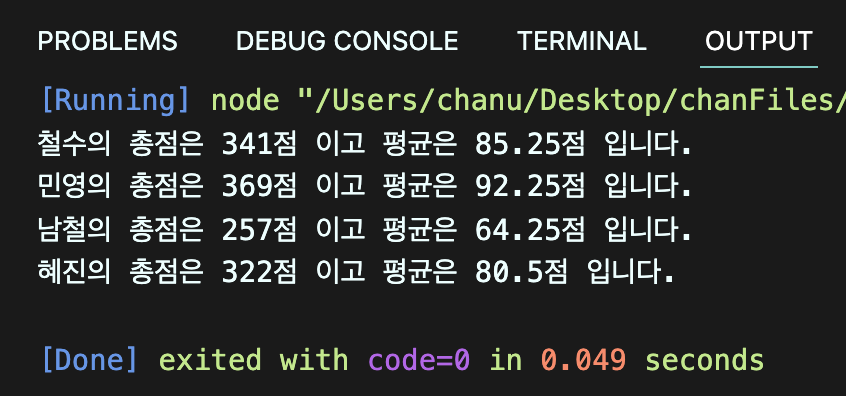 PROBLEMS DEBUG CONSOLE TERMINAL OUTPUT
[Running] node "/Users/chanu/Desktop/chanFiles/
철수의 총점은 341점 이고 평균은 85.25점 입니다.
민영의 총점은 369점 이고 평균은 92.25점 입니다.
남철의 총점은 257점 이고 평균은 64.25점 입니다.
혜진의 총점은 322점 이고 평균은 80.5점 입니다.
[Done] exited with code=0 in 0.049 seconds